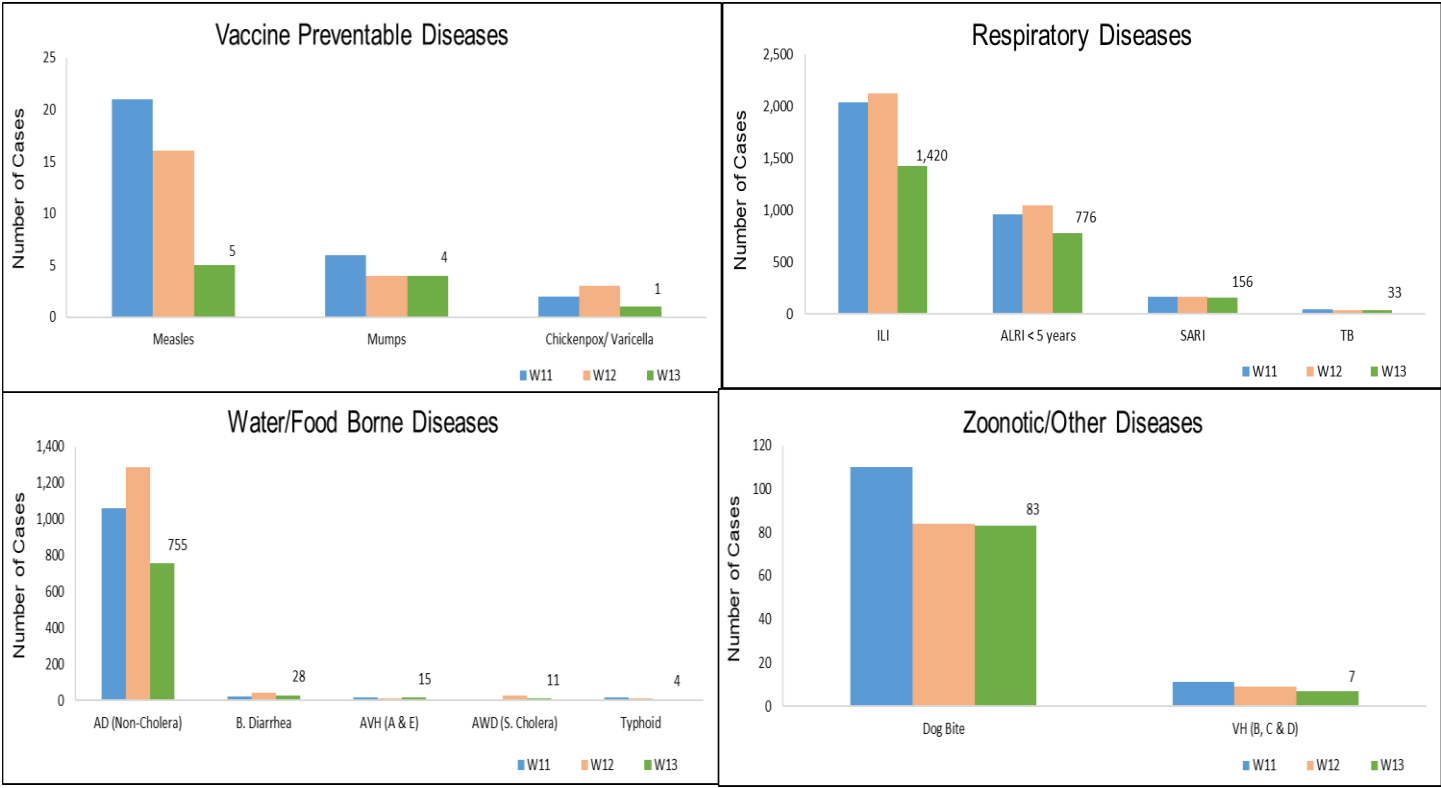 Vaccine Preventable Diseases
Number of Cases
25
20
15
10
5
0
5
4
1
Measles
Mumps
Chickenpox/ Varicella
W11
W12
W13
Respiratory Diseases
Number of Cases
2,500
2,000
1,500
1,000
500
0
1,420
776
156
33
ILI
ALRI < 5 years
SARI
TB
W11
W12
W13
Water/Food Borne Diseases
Number of Cases
1,400
1,200
1,000
800
600
400
200
0
755
28
15
11
4
AD (Non-Cholera)
B. Diarrhea
AVH (A & E)
AWD (S. Cholera)
Typhoid
W11
W12
W13
Zoonotic/Other Diseases
Number of Cases
120
100
80
60
40
20
0
83
7
Dog Bite
VH (B, C & D)
W11
W12
W13